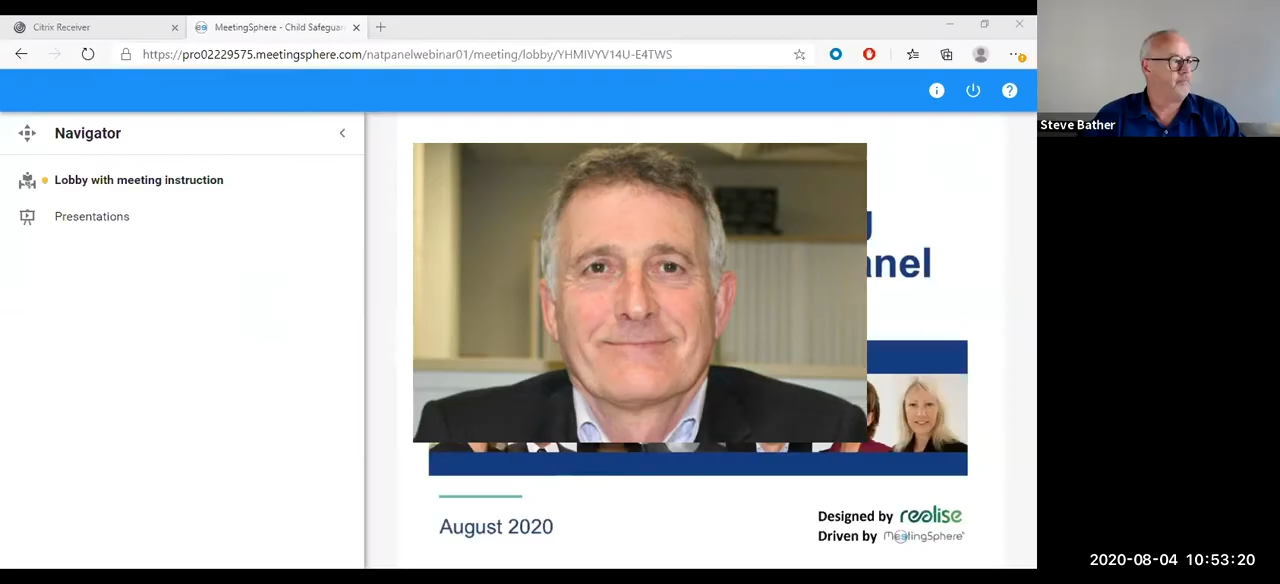 Citrix Receiver
MeetingSphere - Child Safeguar
https://pro02229575.meetingsphere.com/natpanelwebinar01/meeting/lobby/YHMIVYV14U-E4TWS
Steve Bather
Navigator
Lobby with meeting instruction
Presentations
anel
August 2020
Designed by realise
Driven by MeetingSphere
2020-08-04 10:53:20